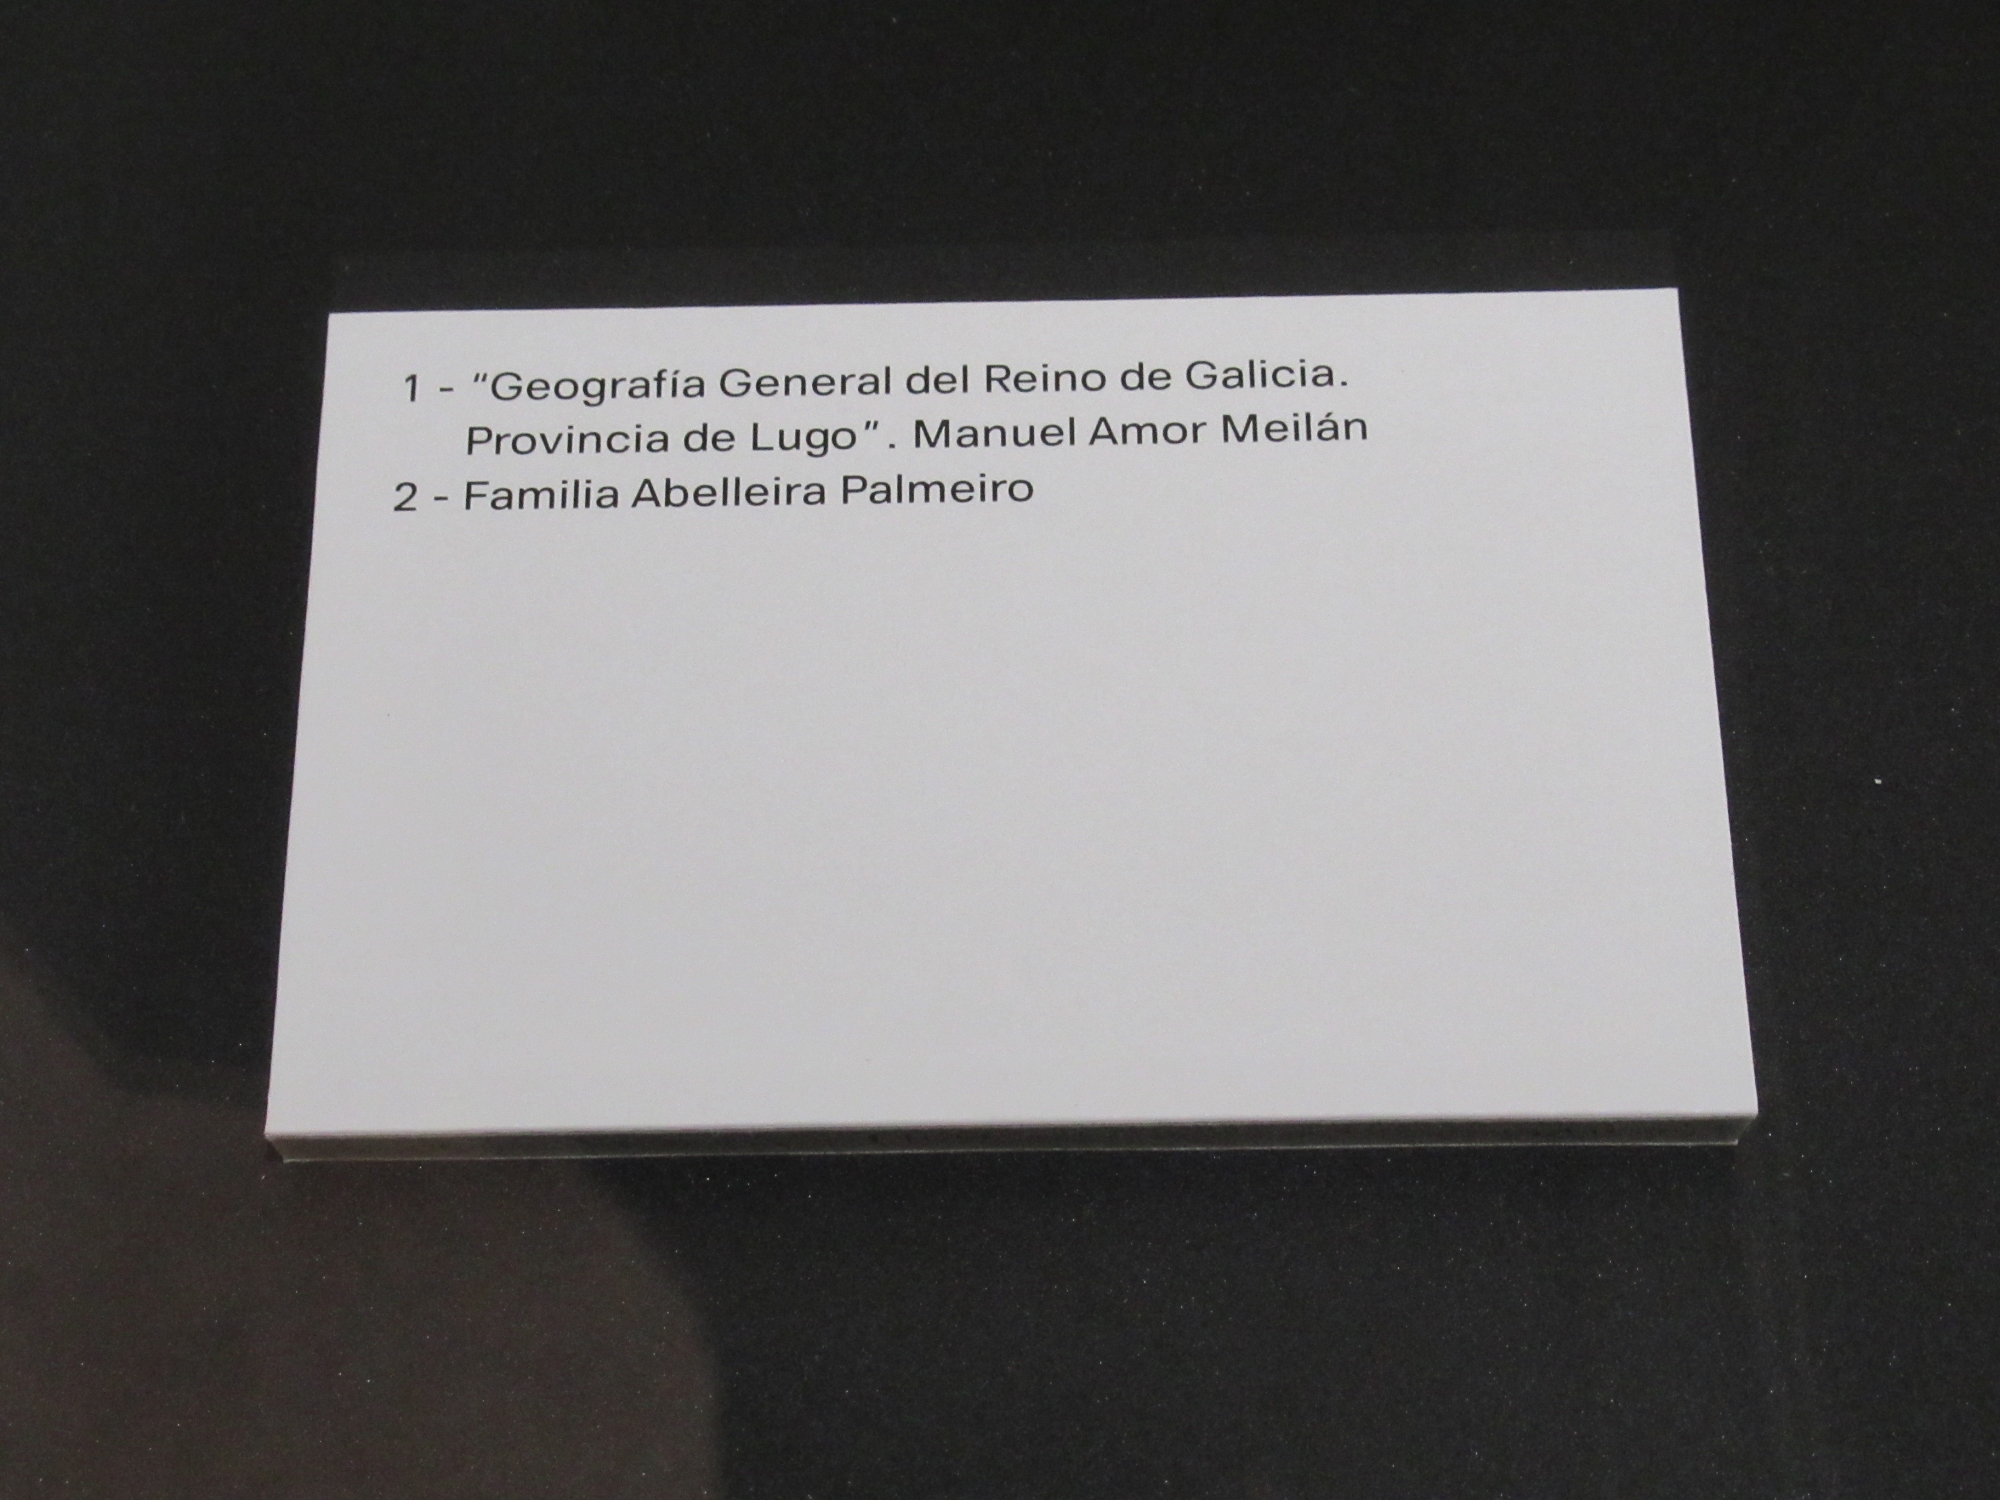 1 - "Geografía General del Reino de Galicia.
Provincia de Lugo". Manuel Amor Meilán
2 - Familia Abelleira Palmeiro